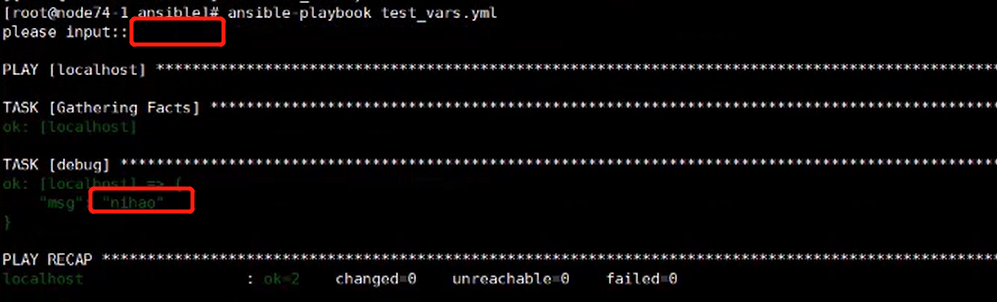 [root@node74-1 ansible]# ansible-playbook test_vars.yml
please input::
PLAY [localhost] ****************************************************************************************************
TASK [Gathering Facts] **********************************************************************************************
ok: [localhost]
TASK [debug] ********************************************************************************************************
ok: [localhost] => {
"msg": "nihao"
}
PLAY RECAP **********************************************************************************************************
localhost : ok=2 changed=0 unreachable=0 failed=0